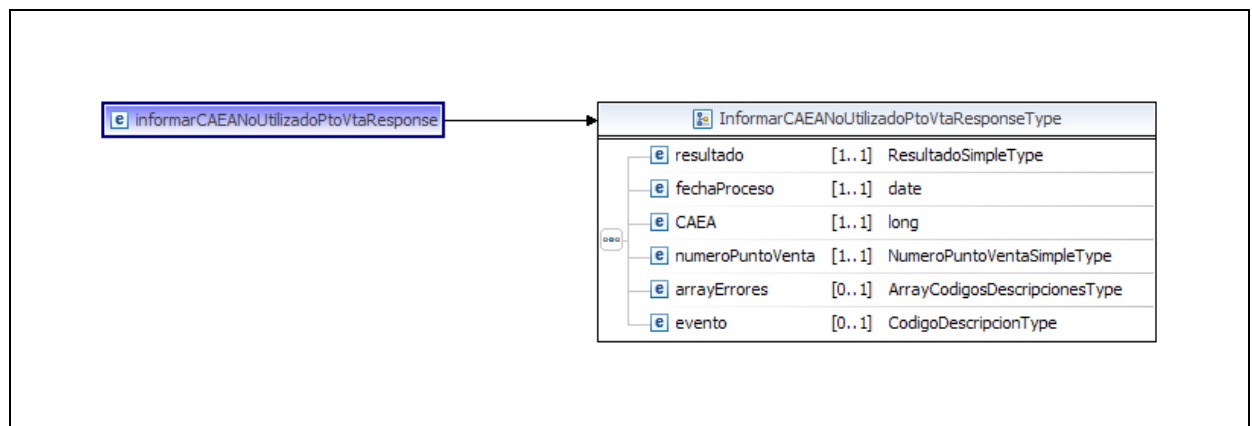 e informarCAEANoUtilizadoPtoVtaResponse
InformarCAEANoUtilizadoPtoVtaResponseType
e resultado [1..1] ResultadoSimpleType
e fechaProceso [1..1] date
e CAEA [1..1] long
e numeroPuntoVenta [1..1] NumeroPuntoVentaSimpleType
e arrayErrores [0..1] ArrayCodigosDescripcionesType
e evento [0..1] CodigoDescripcionType